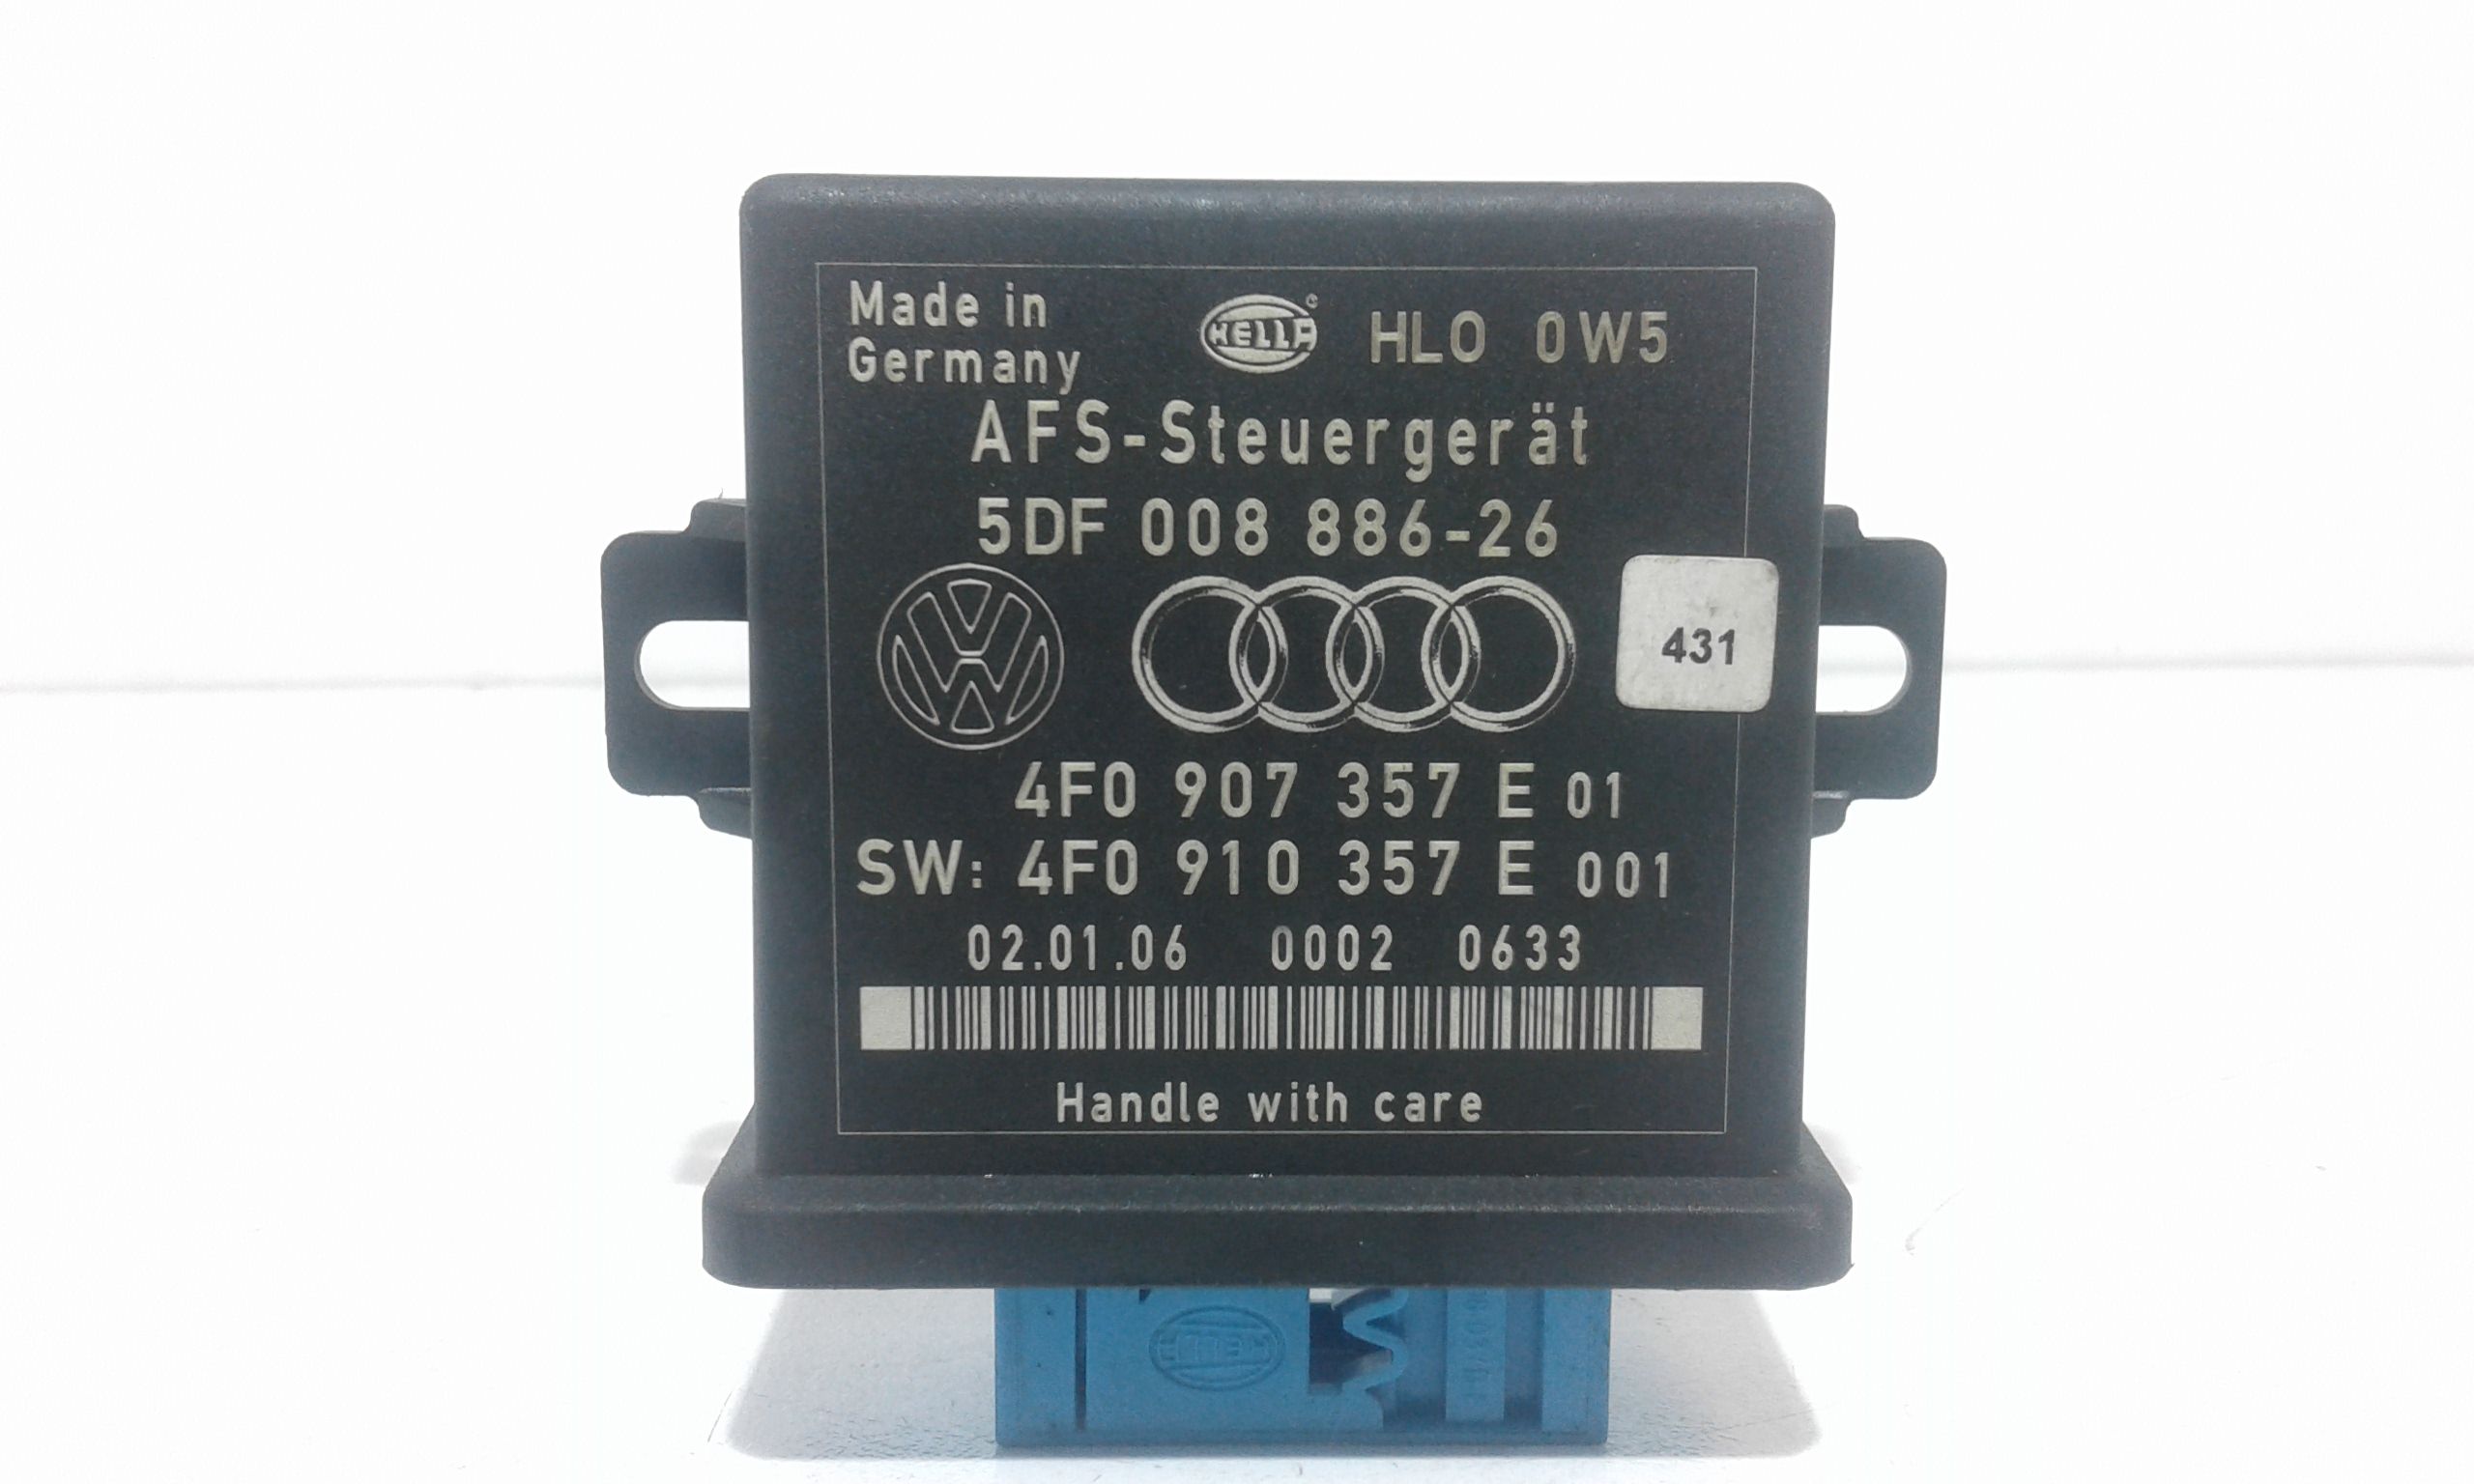 Made in
Germany
HELLA © HLO 0W5
AFS-Steuergerät
5DF 008 886-26
431
4F0 907 357 E 01
SW: 4F0 910 357 E 001
02.01.06 0002 0633
Handle with care
HELLA